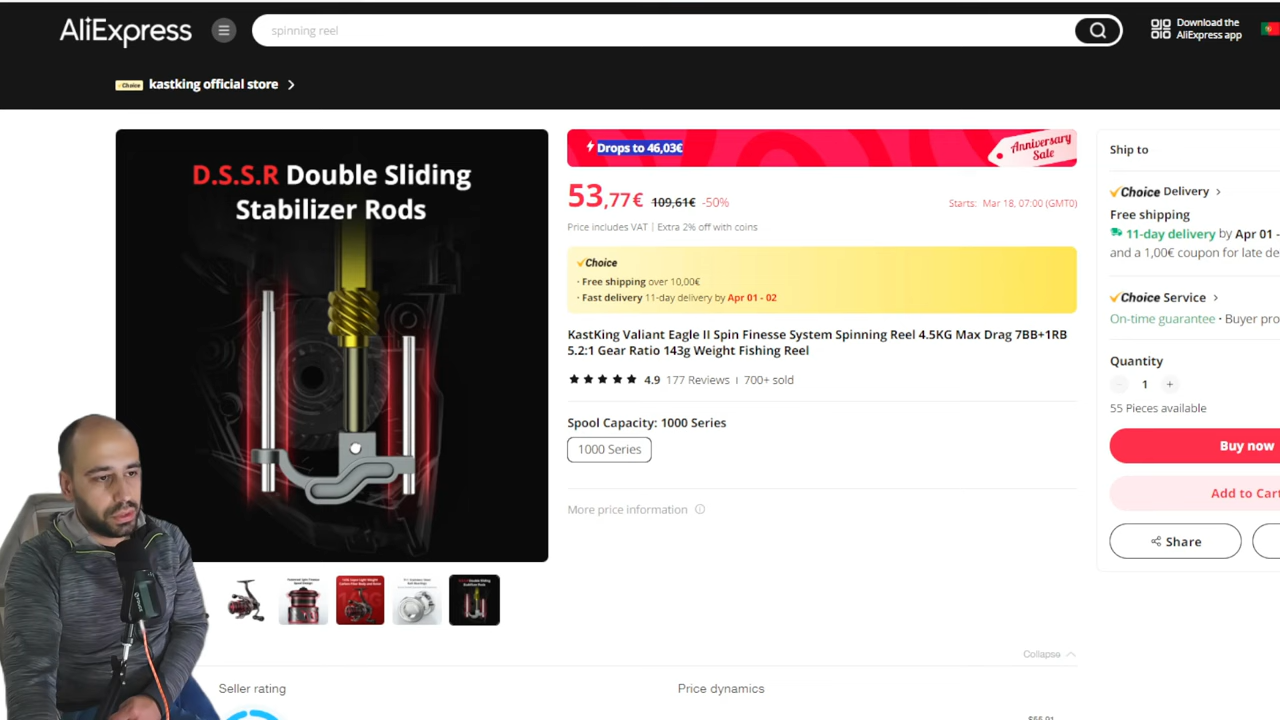 AliExpress
spinning reel
Download the
AliExpress app
Choice kastking official store
D.S.S.R Double Sliding
Stabilizer Rods
Drops to 46,03€
Anniversary
Sale
53,77€ 109,61€ -50%
Starts: Mar 18, 07:00 (GMT0)
Price includes VAT | Extra 2% off with coins
Choice
· Free shipping over 10,00€
· Fast delivery 11-day delivery by Apr 01 - 02
KastKing Valiant Eagle II Spin Finesse System Spinning Reel 4.5KG Max Drag 7BB+1RB
5.2:1 Gear Ratio 143g Weight Fishing Reel
4.9 177 Reviews | 700+ sold
Spool Capacity: 1000 Series
1000 Series
More price information
Ship to
Choice Delivery >
Free shipping
11-day delivery by Apr 01 -
and a 1,00€ coupon for late de
Choice Service >
On-time guarantee · Buyer pro
Quantity
- 1 +
55 Pieces available
Buy now
Add to Cart
Share
Collapse
Seller rating
Price dynamics